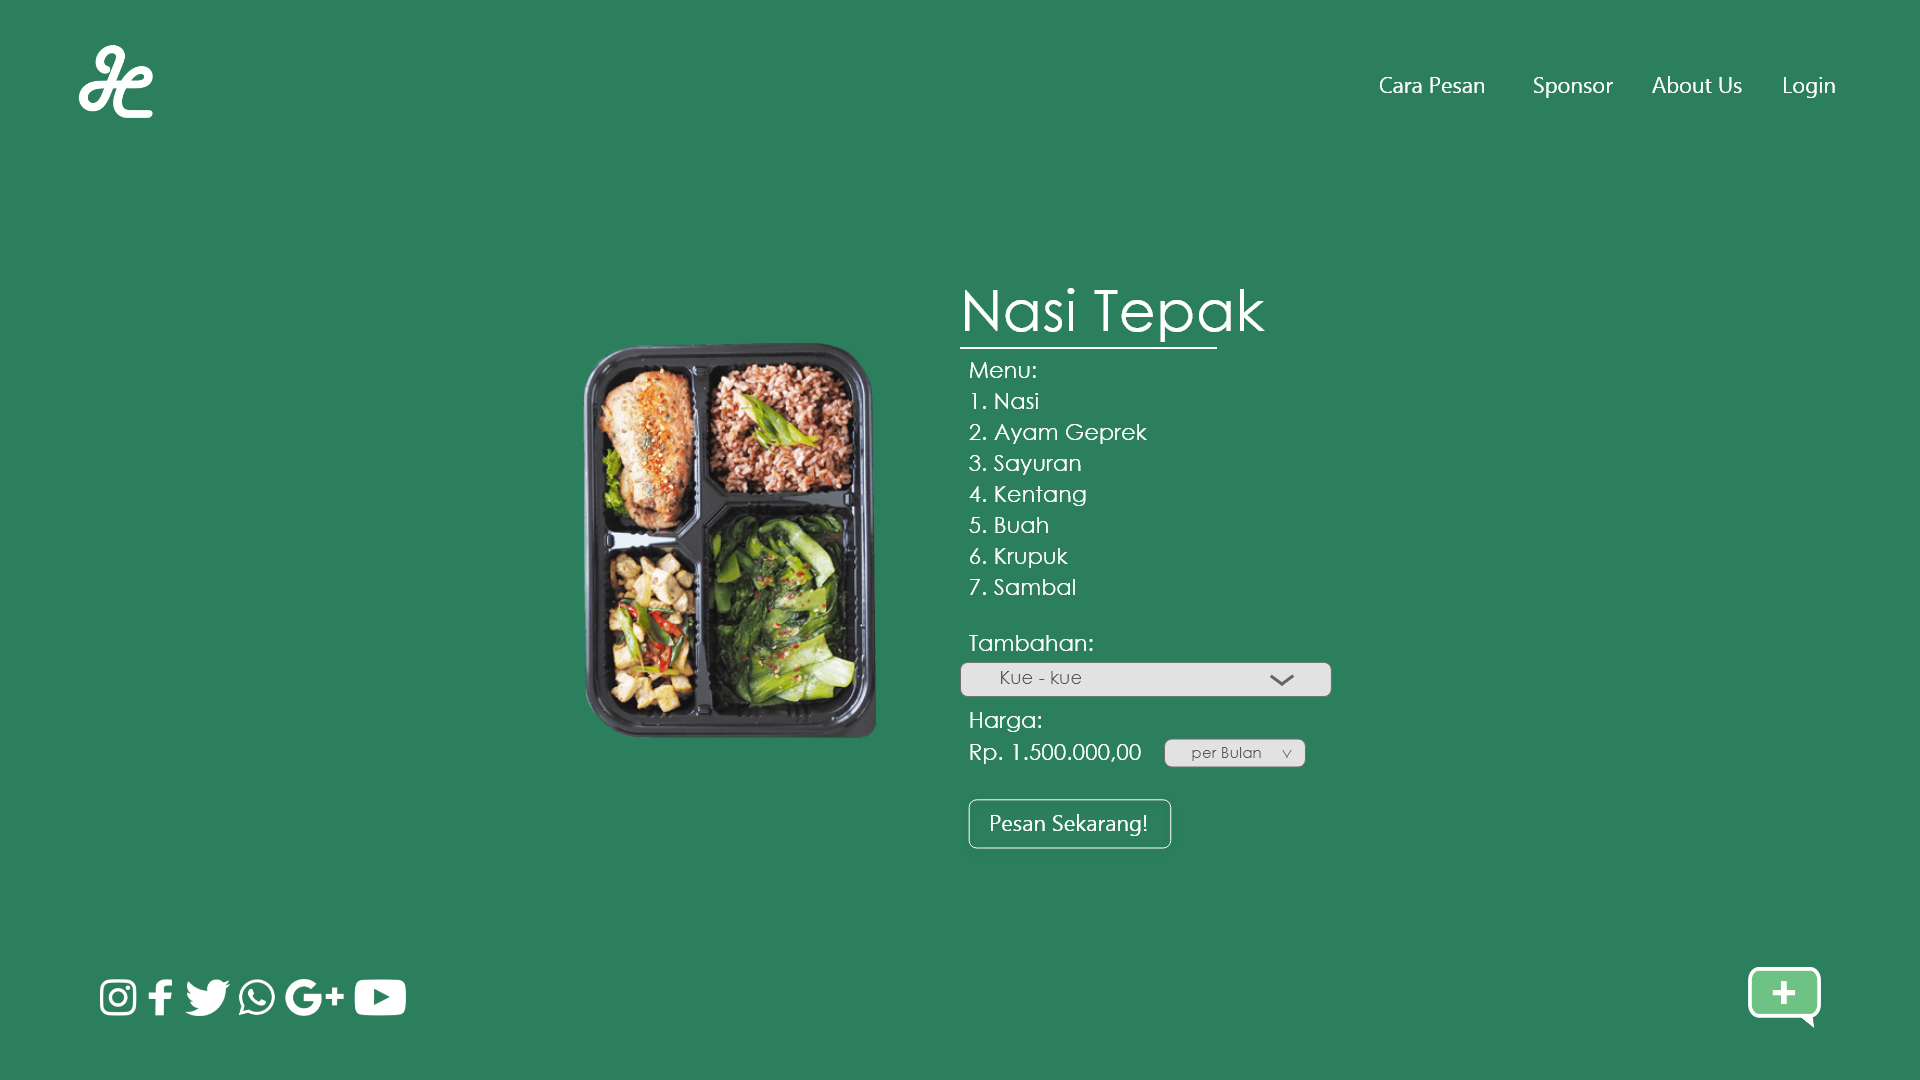 Cara Pesan
Sponsor
About Us
Login
Nasi Tepak
Menu:
1. Nasi
2. Ayam Geprek
3. Sayuran
4. Kentang
5. Buah
6. Krupuk
7. Sambal
Tambahan:
Kue - kue
Harga:
Rp. 1.500.000,00
per Bulan
Pesan Sekarang!